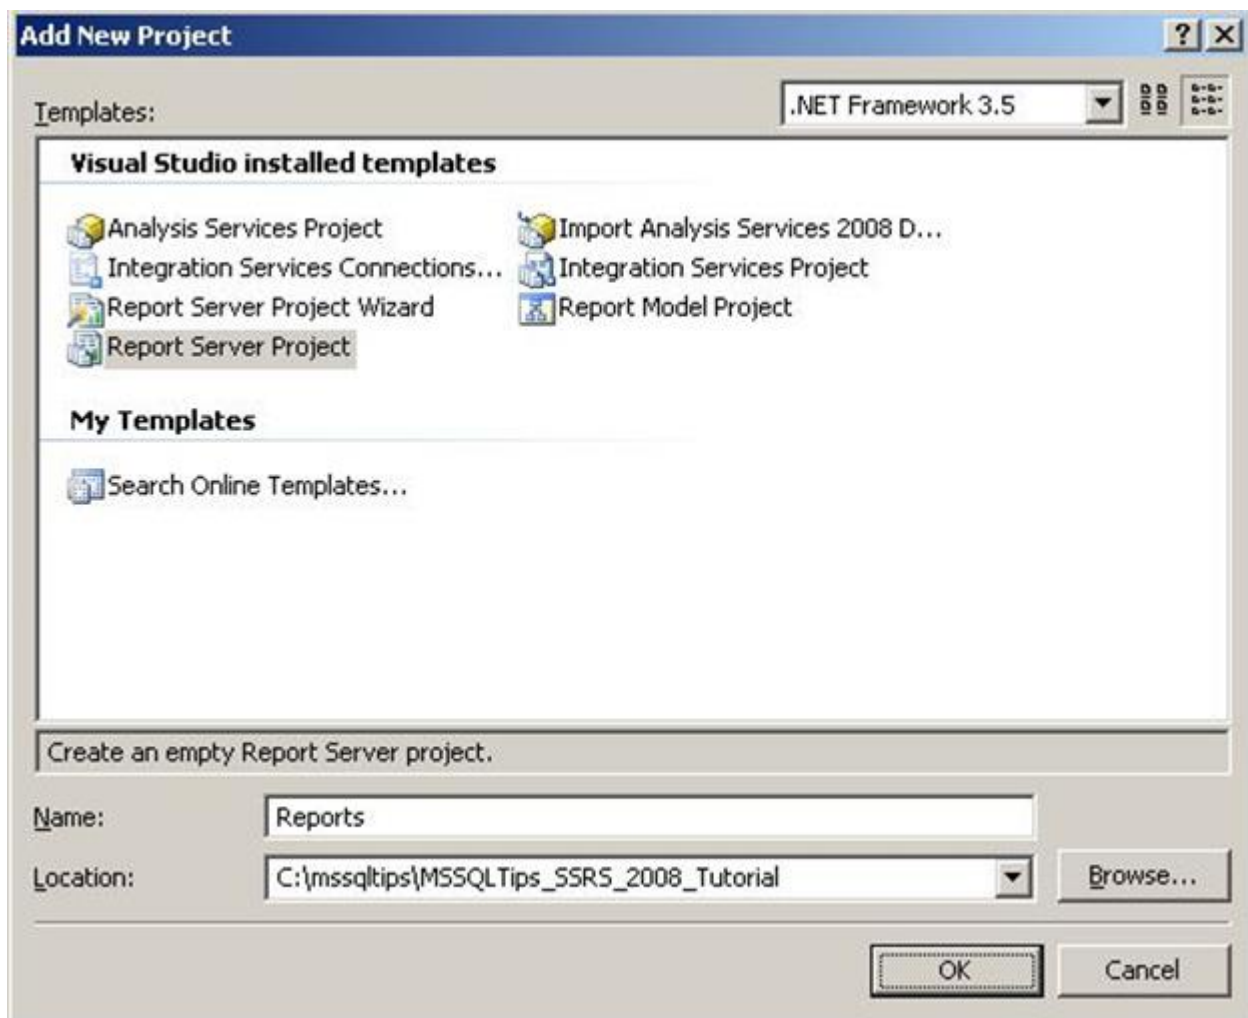 Add New Project
Templates:
.NET Framework 3.5
Visual Studio installed templates
Analysis Services Project
Import Analysis Services 2008 D...
Integration Services Connections...
Integration Services Project
Report Server Project Wizard
Report Model Project
Report Server Project
My Templates
Search Online Templates...
Create an empty Report Server project.
Name:
Reports
Location:
C:\mssqltips\MSSQLTips_SSRS_2008_Tutorial
Browse...
OK
Cancel